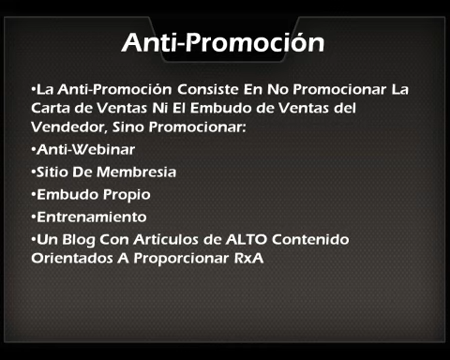 Anti-Promoción
•La Anti-Promoción Consiste En No Promocionar La
Carta de Ventas Ni El Embudo de Ventas del
Vendedor, Sino Promocionar:
•Anti-Webinar
•Sitio De Membresia
•Embudo Propio
•Entrenamiento
•Un Blog Con Artículos de ALTO Contenido
Orientados A Proporcionar RxA